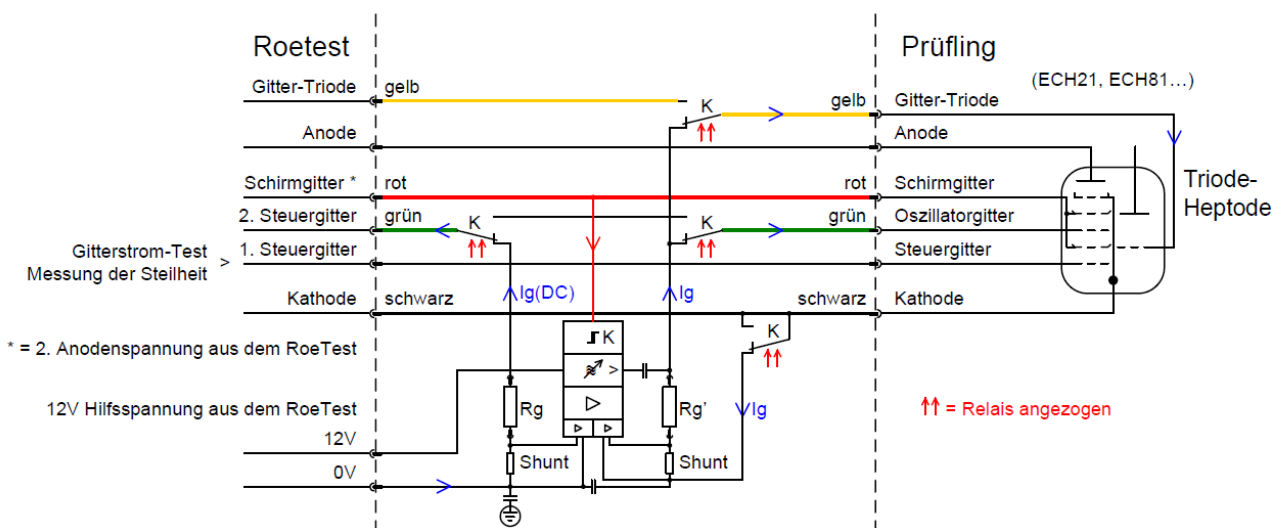 Roetest
Prüfling
(ECH21, ECH81...)
Gitter-Triode
gelb
K
gelb
Gitter-Triode
Anode
Anode
Schirmgitter *
rot
rot
Schirmgitter
Triode-
Heptode
2. Steuergitter
grün
K
K
grün
Oszillatorgitter
Gitterstrom-Test
Messung der Steilheit
>
1. Steuergitter
Steuergitter
Ig(DC)
Ig
Kathode
schwarz
schwarz
Kathode
K
K
* = 2. Anodenspannung aus dem RoeTest
>
12V Hilfsspannung aus dem RoeTest
Rg
Rg'
Ig
= Relais angezogen
12V
Shunt
Shunt
0V